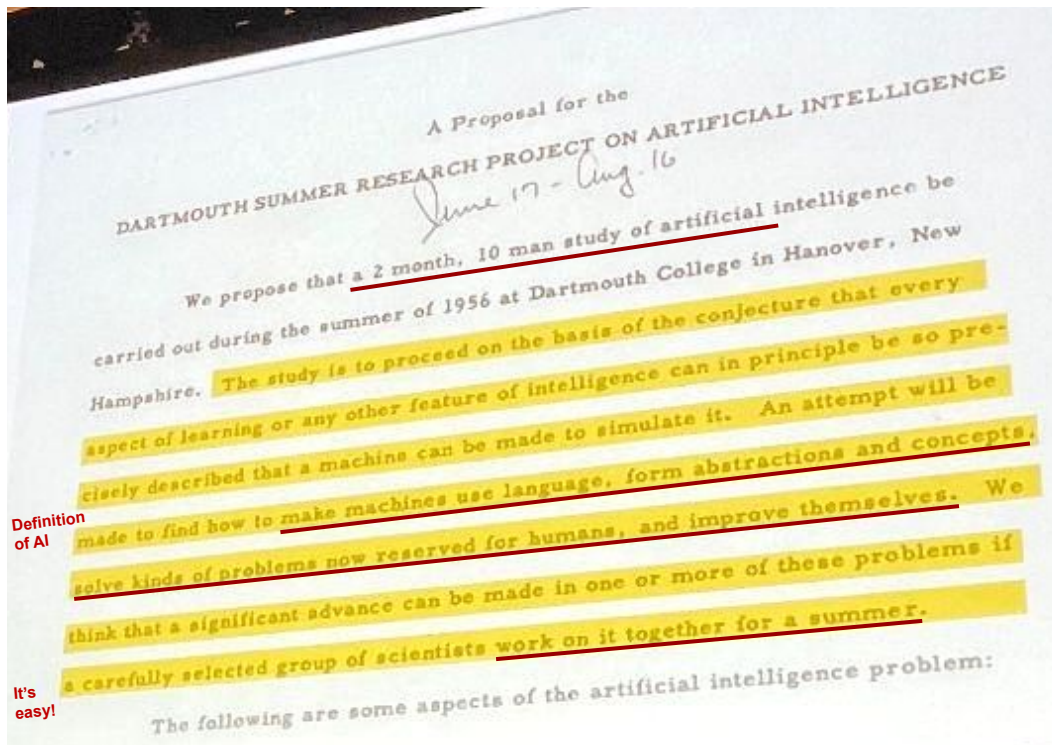 A Proposal for the
DARTMOUTH SUMMER RESEARCH PROJECT ON ARTIFICIAL INTELLIGENCE
June 17 - Aug. 16
We propose that a 2 month, 10 man study of artificial intelligence be
carried out during the summer of 1956 at Dartmouth College in Hanover, New
Hampshire. The study is to proceed on the basis of the conjecture that every
aspect of learning or any other feature of intelligence can in principle be so pre-
cisely described that a machine can be made to simulate it. An attempt will be
made to find how to make machines use language, form abstractions and concepts,
solve kinds of problems now reserved for humans, and improve themselves. We
think that a significant advance can be made in one or more of these problems if
a carefully selected group of scientists work on it together for a summer.
The following are some aspects of the artificial intelligence problem:
Definition
of AI
It's
easy!